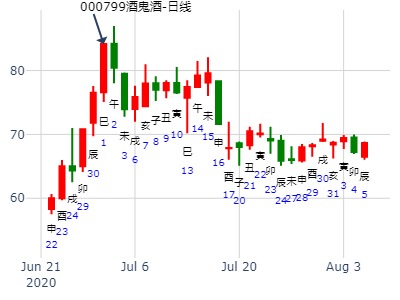 000799酒鬼酒-日线
80
70
60
申
22
酉
23
戌
24
卯
29
辰
30
巳
1
午
2
未
3
戌
6
亥
7
子
8
丑
9
寅
10
巳
13
午
14
未
15
申
16
酉
17
子
20
丑
21
寅
22
卯
23
辰
24
未
27
申
28
酉
29
戌
30
亥
31
寅
3
卯
4
辰
5
Jun 21
2020
Jul 6
Jul 20
Aug 3